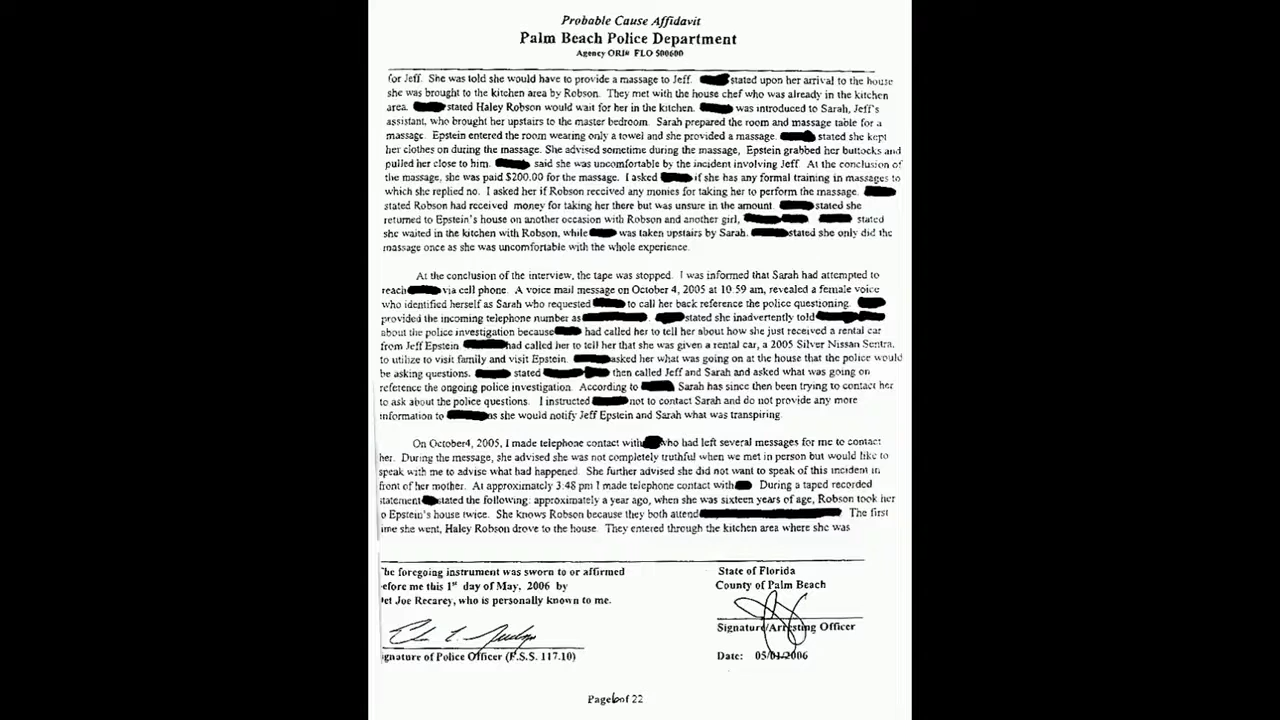 Probable Cause Affidavit
Palm Beach Police Department
Agency ORI# FLO 500600
for Jeff. She was told she would have to provide a massage to Jeff. stated upon her arrival to the house
she was brought to the kitchen area by Robson. They met with the house chef who was already in the kitchen
area. stated Haley Robson would wait for her in the kitchen. was introduced to Sarah, Jeff's
assistant, who brought her upstairs to the master bedroom. Sarah prepared the room and massage table for a
massage. Epstein entered the room wearing only a towel and she provided a massage. stated she kept
her clothes on during the massage. She advised sometime during the massage, Epstein grabbed her buttocks and
pulled her close to him. said she was uncomfortable by the incident involving Jeff. At the conclusion of
the massage, she was paid $200.00 for the massage. I asked if she has any formal training in massages to
which she replied no. I asked her if Robson received any monies for taking her to perform the massage.
stated Robson had received money for taking her there but was unsure in the amount. stated she
returned to Epstein's house on another occasion with Robson and another girl, stated
she waited in the kitchen with Robson, while was taken upstairs by Sarah. stated she only did the
massage once as she was uncomfortable with the whole experience.
At the conclusion of the interview, the tape was stopped. I was informed that Sarah had attempted to
reach via cell phone. A voice mail message on October 4, 2005 at 10:59 am, revealed a female voice
who identified herself as Sarah who requested to call her back reference the police questioning.
provided the incoming telephone number as . stated she inadvertently told
about the police investigation because had called her to tell her about how she just received a rental car
from Jeff Epstein. had called her to tell her that she was given a rental car, a 2005 Silver Nissan Sentra,
to utilize to visit family and visit Epstein. asked her what was going on at the house that the police would
be asking questions. stated then called Jeff and Sarah and asked what was going on
reference the ongoing police investigation. According to Sarah has since then been trying to contact her
to ask about the police questions. I instructed not to contact Sarah and do not provide any more
information to as she would notify Jeff Epstein and Sarah what was transpiring.
On October4, 2005, I made telephone contact with who had left several messages for me to contact
her. During the message, she advised she was not completely truthful when we met in person but would like to
speak with me to advise what had happened. She further advised she did not want to speak of this incident in
front of her mother. At approximately 3:48 pm I made telephone contact with During a taped recorded
statement stated the following: approximately a year ago, when she was sixteen years of age, Robson took her
o Epstein's house twice. She knows Robson because they both attend The first
ime she went, Haley Robson drove to the house. They entered through the kitchen area where she was
he foregoing instrument was sworn to or affirmed
efore me this 1st day of May, 2006 by
et Joe Recarey, who is personally known to me.
ignature of Police Officer (F.S.S. 117.10)
State of Florida
County of Palm Beach
Signature/Arresting Officer
Date: 05/01/2006
Page 6 of 22